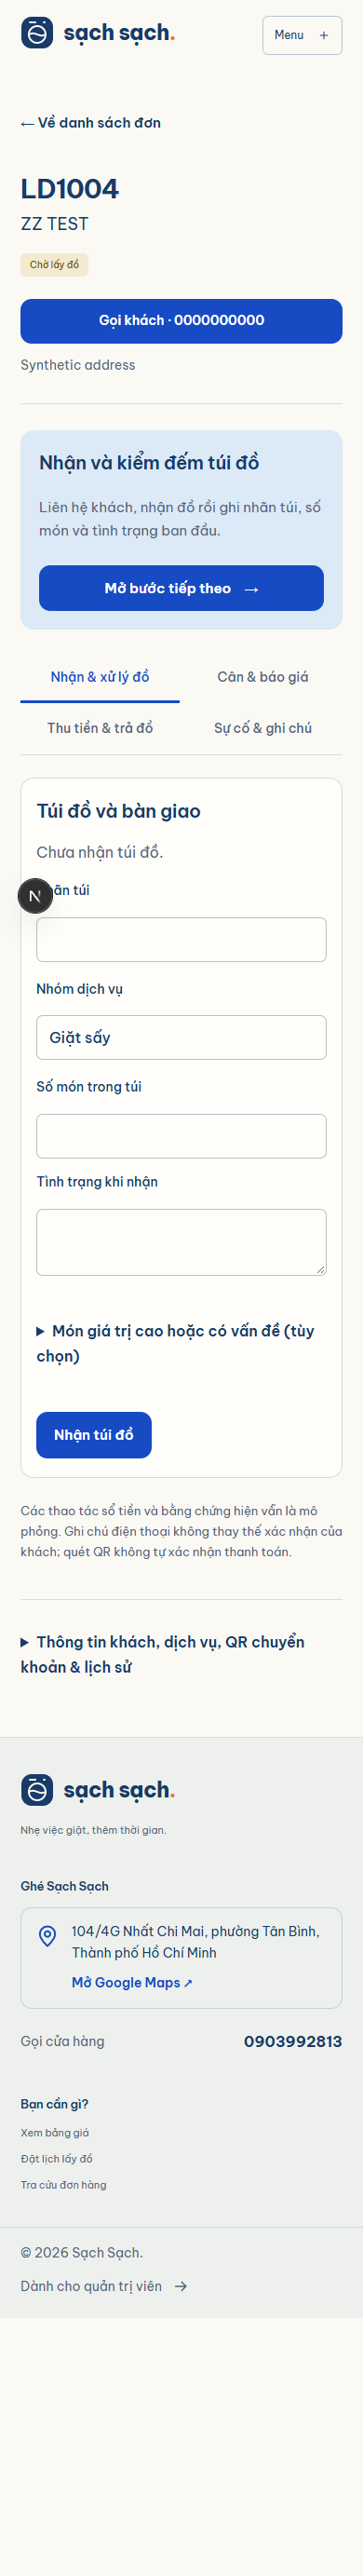 sạch sạch.
Menu +
← Về danh sách đơn
LD1004
ZZ TEST
Chờ lấy đồ
Gọi khách · 0000000000
Synthetic address
Nhận và kiểm đếm túi đồ
Liên hệ khách, nhận đồ rồi ghi nhãn túi, số
món và tình trạng ban đầu.
Mở bước tiếp theo →
Nhận & xử lý đồ
Cân & báo giá
Thu tiền & trả đồ
Sự cố & ghi chú
Túi đồ và bàn giao
Chưa nhận túi đồ.
N
ãn túi
Nhóm dịch vụ
Giặt sấy
Số món trong túi
Tình trạng khi nhận
▶ Món giá trị cao hoặc có vấn đề (tùy
chọn)
Nhận túi đồ
Các thao tác sổ tiền và bằng chứng hiện vẫn là mô
phỏng. Ghi chú điện thoại không thay thế xác nhận của
khách; quét QR không tự xác nhận thanh toán.
▶ Thông tin khách, dịch vụ, QR chuyển
khoản & lịch sử
sạch sạch.
Nhẹ việc giặt, thêm thời gian.
Ghé Sạch Sạch
104/4G Nhất Chi Mai, phường Tân Bình,
Thành phố Hồ Chí Minh
Mở Google Maps ↗
Gọi cửa hàng
0903992813
Bạn cần gì?
Xem bảng giá
Đặt lịch lấy đồ
Tra cứu đơn hàng
© 2026 Sạch Sạch.
Dành cho quản trị viên →